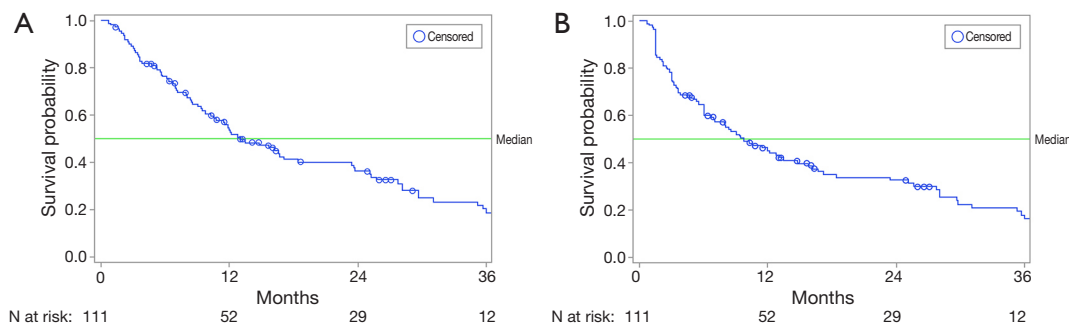 A
Survival probability
1.0
0.8
0.6
0.4
0.2
0.0
Censored
Median
0 12 24 36
Months
N at risk: 111 52 29 12
B
Survival probability
1.0
0.8
0.6
0.4
0.2
0.0
Censored
Median
0 12 24 36
Months
N at risk: 111 52 29 12